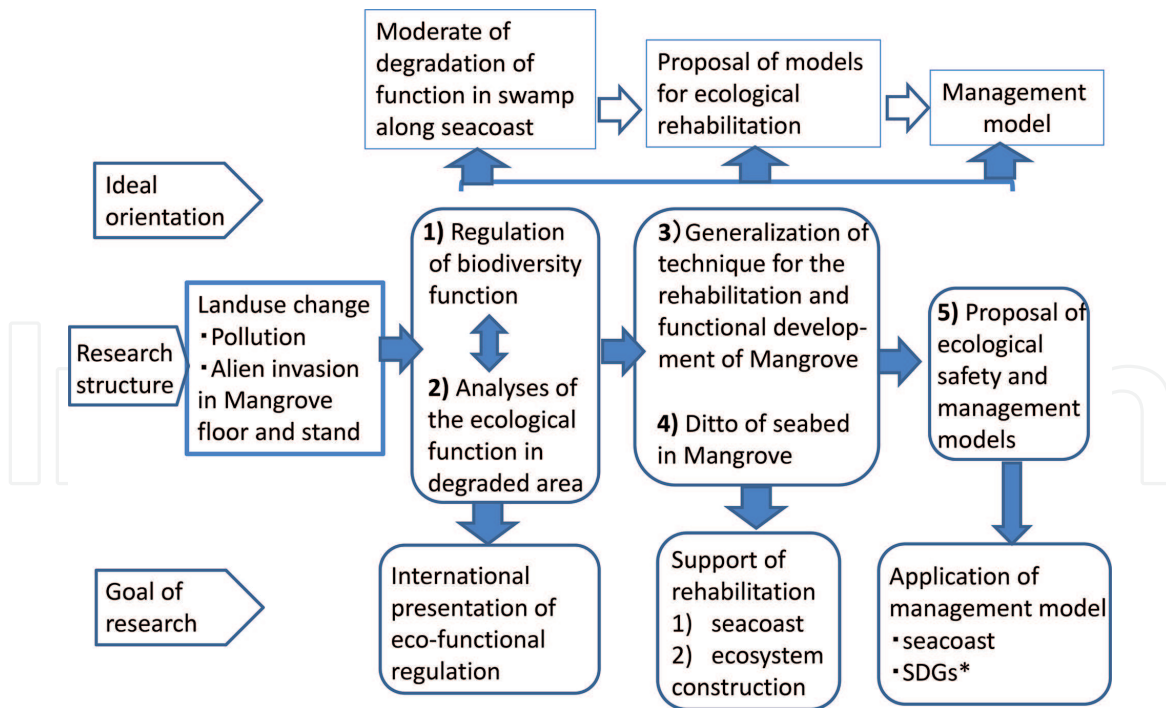 Moderate of
degradation of
function in swamp
along seacoast
Proposal of models
for ecological
rehabilitation
Management
model
Ideal
orientation
Research
structure
Landuse change
・Pollution
・Alien invasion
in Mangrove
floor and stand
1) Regulation
of biodiversity
function
2) Analyses of
the ecological
function in
degraded area
3）Generalization of
technique for the
rehabilitation and
functional develop-
ment of Mangrove
4) Ditto of seabed
in Mangrove
5) Proposal of
ecological
safety and
management
models
Goal of
research
International
presentation of
eco-functional
regulation
Support of
rehabilitation
1) seacoast
2) ecosystem
construction
Application of
management model
・seacoast
・SDGs*